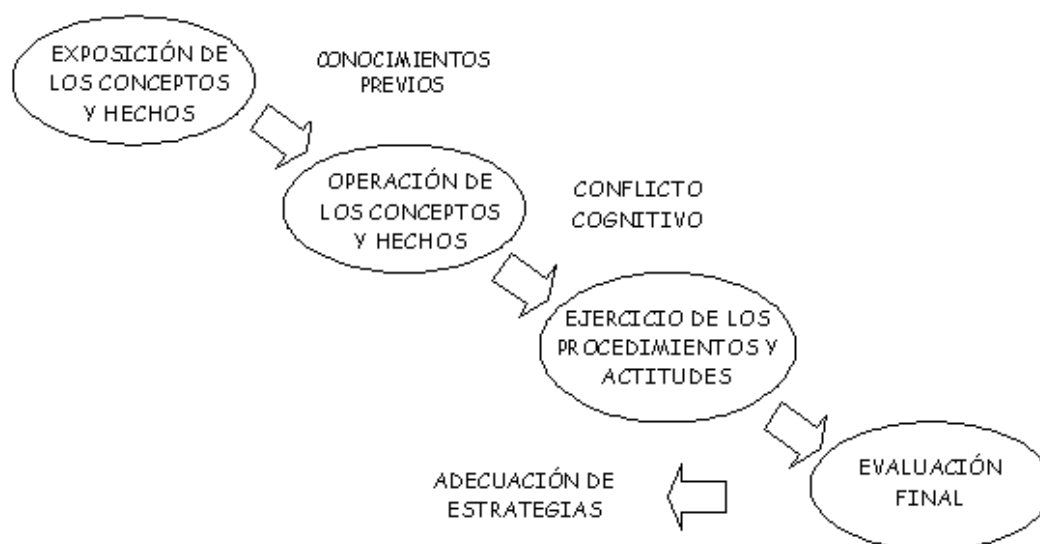 EXPOSICIÓN DE
LOS CONCEPTOS
Y HECHOS
CONOCIMIENTOS
PREVIOS
OPERACIÓN DE
LOS CONCEPTOS
Y HECHOS
CONFLICTO
COGNITIVO
EJERCICIO DE LOS
PROCEDIMIENTOS Y
ACTITUDES
EVALUACIÓN
FINAL
ADECUACIÓN DE
ESTRATEGIAS